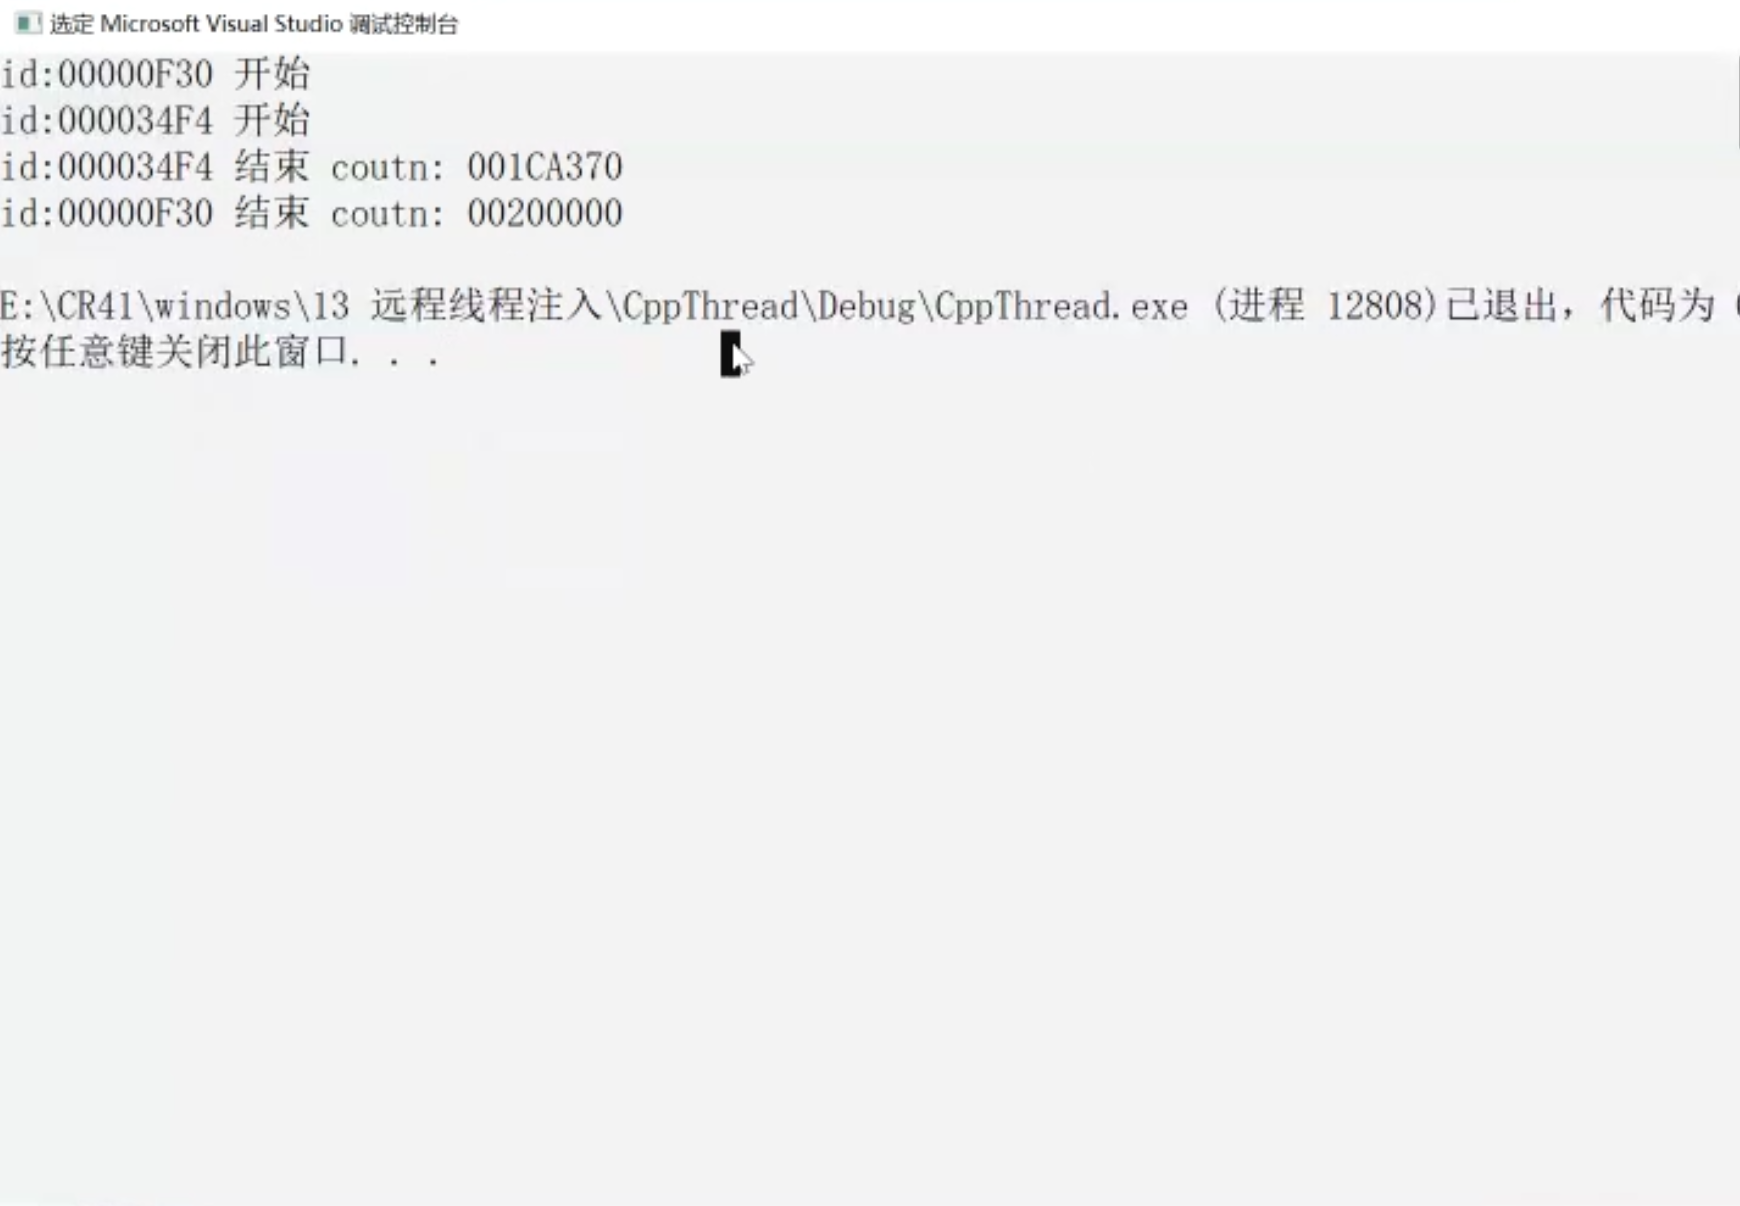 选定 Microsoft Visual Studio 调试控制台
id:00000F30 开始
id:000034F4 开始
id:000034F4 结束 coutn: 001CA370
id:00000F30 结束 coutn: 00200000
E:\CR41\windows\13 远程线程注入\CppThread\Debug\CppThread.exe (进程 12808)已退出，代码为
按任意键关闭此窗口. . .